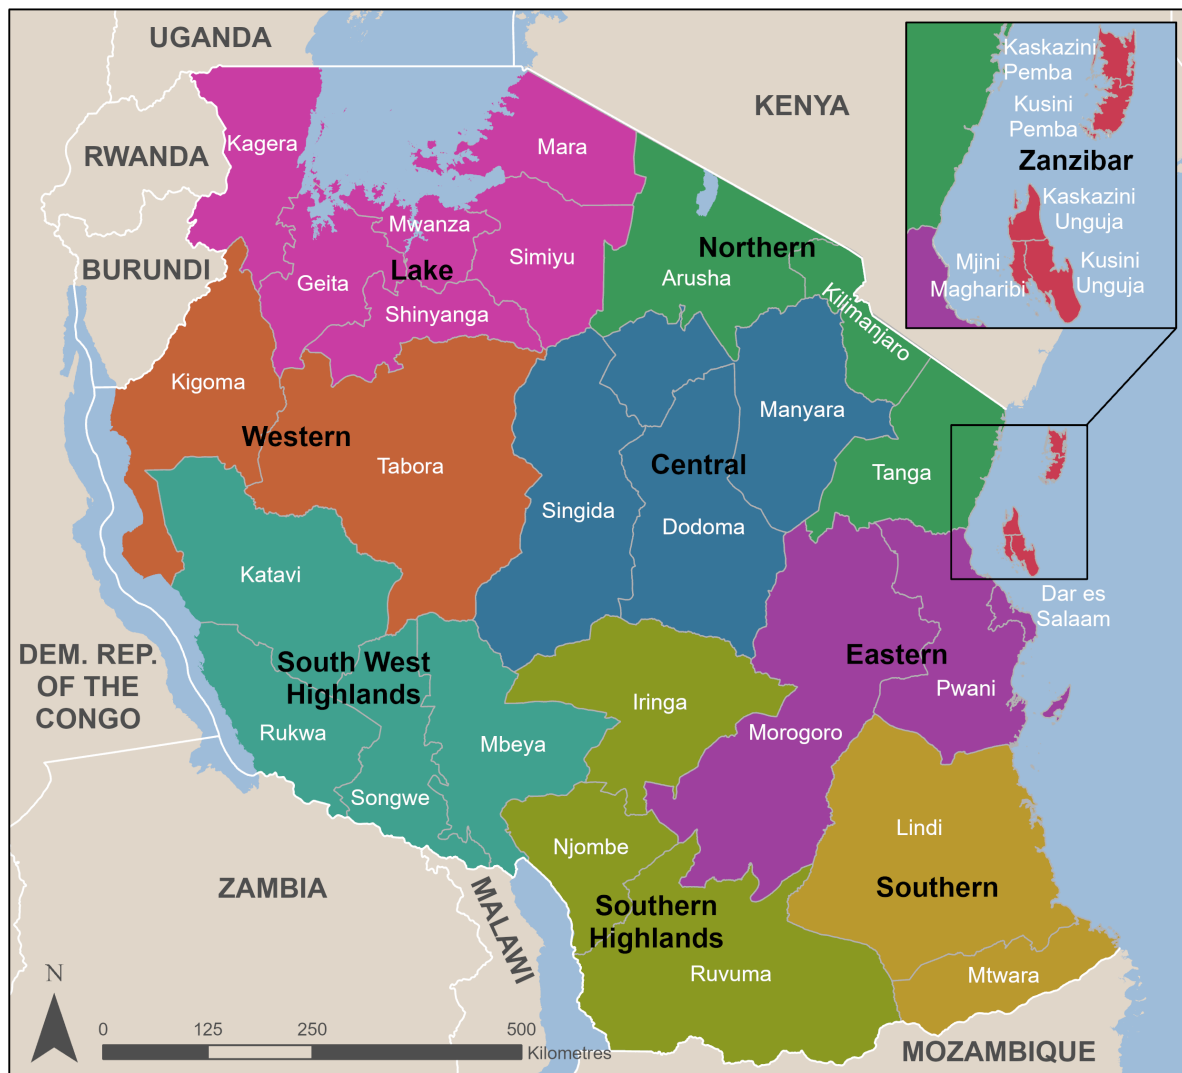 UGANDA
KENYA
RWANDA
BURUNDI
DEM. REP.
OF THE
CONGO
ZAMBIA
MALAWI
MOZAMBIQUE
Kaskazini
Pemba
Kusini
Pemba
Zanzibar
Kaskazini
Unguja
Mjini
Magharibi
Kusini
Unguja
Kagera
Mara
Mwanza
Simiyu
Lake
Geita
Shinyanga
Northern
Arusha
Kilimanjaro
Tanga
Kigoma
Western
Tabora
Manyara
Central
Singida
Dodoma
Katavi
South West
Highlands
Rukwa
Mbeya
Songwe
Dar es
Salaam
Eastern
Pwani
Morogoro
Iringa
Njombe
Southern
Highlands
Ruvuma
Lindi
Southern
Mtwara
N
0 125 250 500
Kilometres